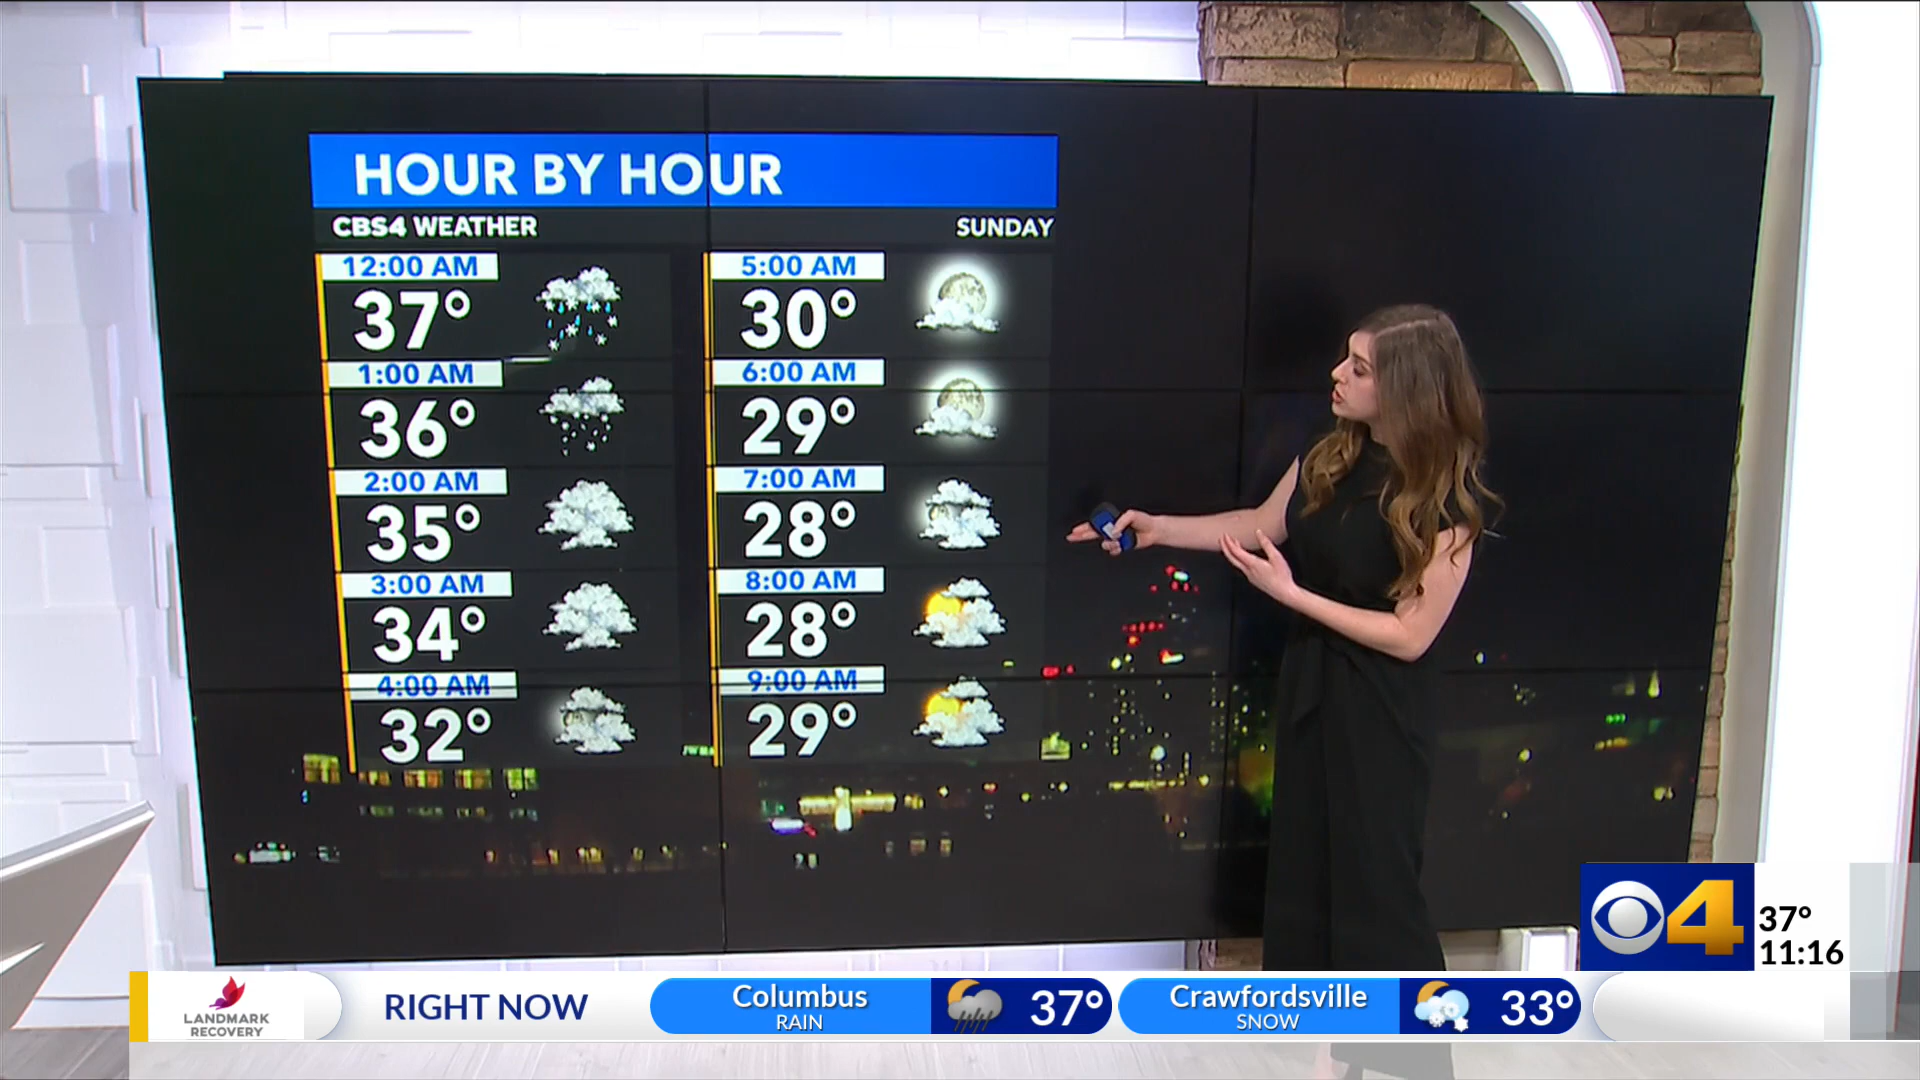 HOUR BY HOUR
CBS4 WEATHER SUNDAY
12:00 AM
37°
1:00 AM
36°
2:00 AM
35°
3:00 AM
34°
4:00 AM
32°
5:00 AM
30°
6:00 AM
29°
7:00 AM
28°
8:00 AM
28°
9:00 AM
29°
4
37°
11:16
LANDMARK
RECOVERY
RIGHT NOW
Columbus
RAIN
37°
Crawfordsville
SNOW
33°